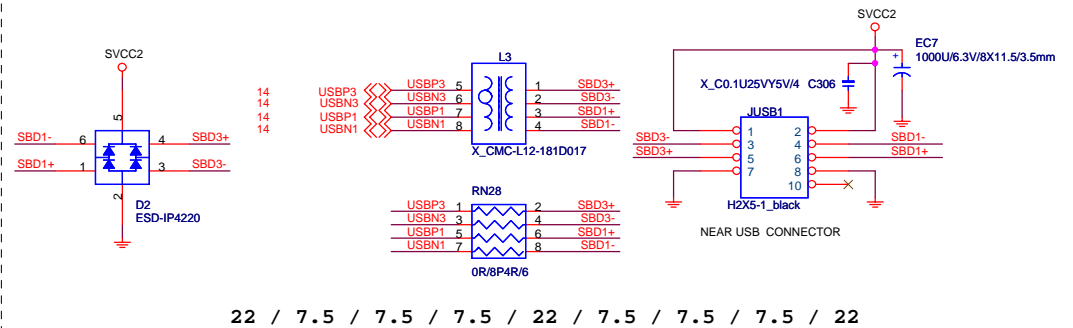 SVCC2
5
SBD1-
6
4
SBD3+
SBD1+
1
3
SBD3-
2
D2
ESD-IP4220
L3
14
USBP3
USBP3
5
1
SBD3+
14
USBN3
USBN3
6
2
SBD3-
14
USBP1
USBP1
7
3
SBD1+
14
USBN1
USBN1
8
4
SBD1-
X_CMC-L12-181D017
RN28
USBP3
1
2
SBD3+
USBN3
3
4
SBD3-
USBP1
5
6
SBD1+
USBN1
7
8
SBD1-
0R/8P4R/6
SVCC2
EC7
+
1000U/6.3V/8X11.5/3.5mm
X_C0.1U25VY5V/4 C306
JUSB1
1
2
SBD3-
3
4
SBD1-
SBD3+
5
6
SBD1+
7
8
10
H2X5-1_black
NEAR USB CONNECTOR
22 / 7.5 / 7.5 / 7.5 / 22 / 7.5 / 7.5 / 7.5 / 22